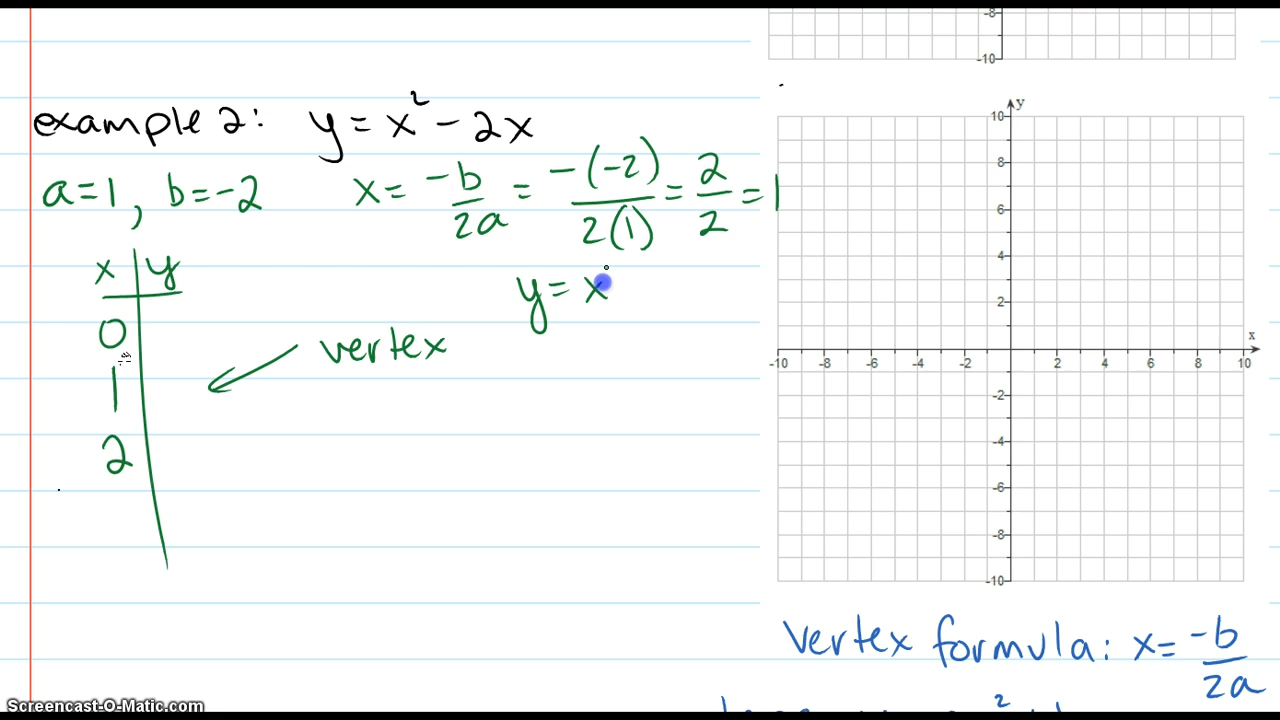 -8
-10
example 2: y = x² - 2x
a=1, b=-2 x = -b/2a = -(-2)/2(1) = 2/2 = 1
x y
0
1
2
vertex
y = x
y
10
8
6
4
2
x
-10 -8 -6 -4 -2 2 4 6 8 10
-2
-4
-6
-8
-10
vertex formula: x = -b/2a
Screencast-O-Matic.com